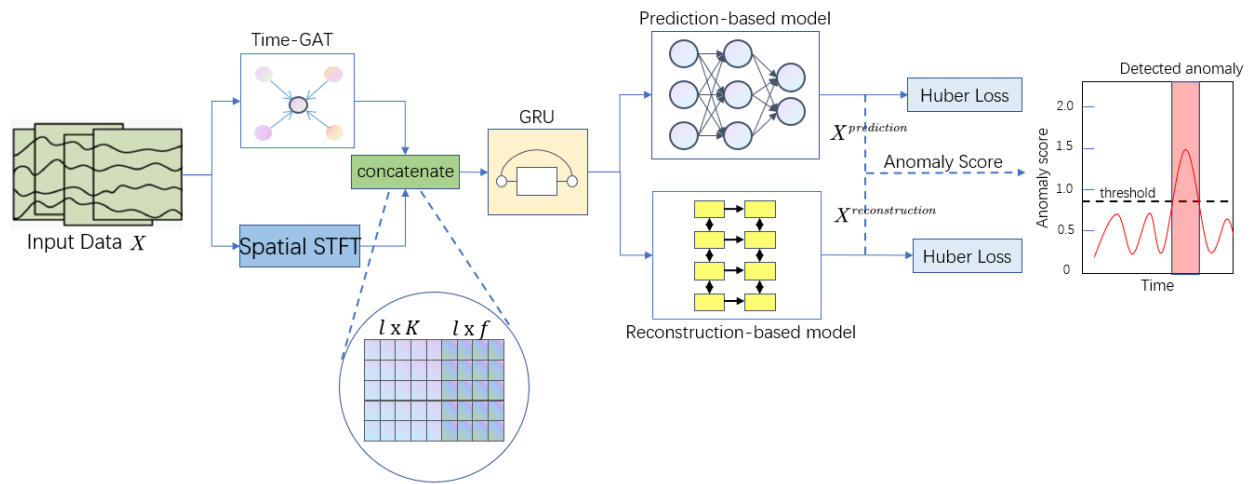 Time-GAT
Input Data X
Spatial STFT
concatenate
l x K
l x f
GRU
Prediction-based model
X^{prediction}
X^{reconstruction}
Reconstruction-based model
Huber Loss
Anomaly Score
Huber Loss
Detected anomaly
Anomaly score
2.0
1.5
1.0
threshold
0.5
0
Time